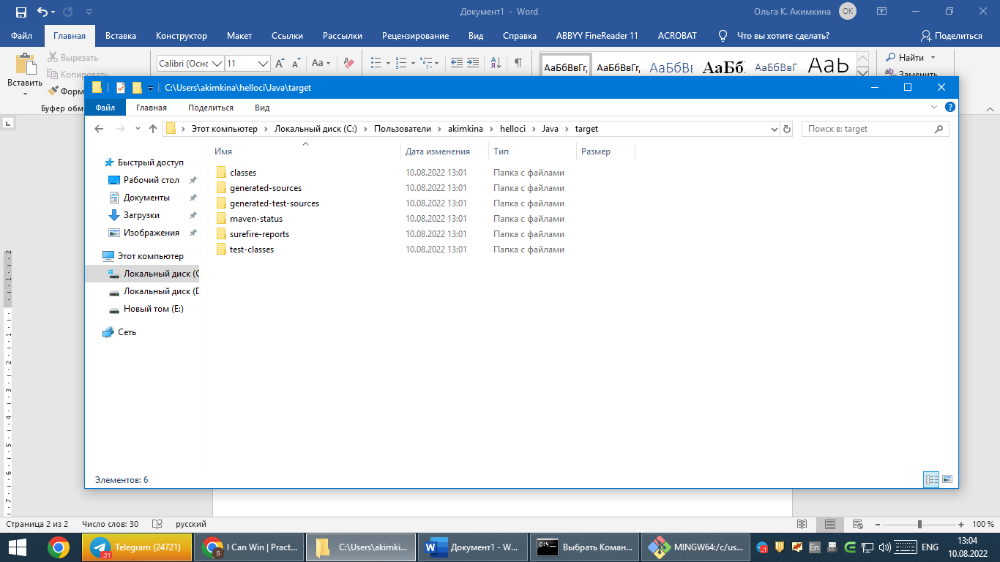 Документ1 - Word
Ольга К. Акимкина
OK
Файл Главная Вставка Конструктор Макет Ссылки Рассылки Рецензирование Вид Справка ABBYY FineReader 11 ACROBAT Что вы хотите сделать? Поделиться
Вырезать
Calibri (Оснс 11 Aa ¶ Найти
Копировать
Вставить АаБбВвГг, АаБбВвГг, АаБбВв АаБб АаБбВвГ АаЬ
Заменить
Форм
Буфер обм
C:\Users\akimkina\helloci\Java\target
Файл Главная Поделиться Вид
Этот компьютер Локальный диск (C:) Пользователи akimkina helloci Java target
Поиск в: target
Имя Дата изменения Тип Размер
Быстрый доступ
Рабочий стол
Документы
Загрузки
Изображения
Этот компьютер
Локальный диск (C
Локальный диск (D
Новый том (E:)
Сеть
classes 10.08.2022 13:01 Папка с файлами
generated-sources 10.08.2022 13:01 Папка с файлами
generated-test-sources 10.08.2022 13:01 Папка с файлами
maven-status 10.08.2022 13:01 Папка с файлами
surefire-reports 10.08.2022 13:01 Папка с файлами
test-classes 10.08.2022 13:01 Папка с файлами
Элементов: 6
Страница 2 из 2 Число слов: 30 русский 100 %
Telegram (24721) I Can Win | Pract... C:\Users\akimki... Документ1 - W... Выбрать Коман... MINGW64:/c/us... En ENG
13:04
10.08.2022